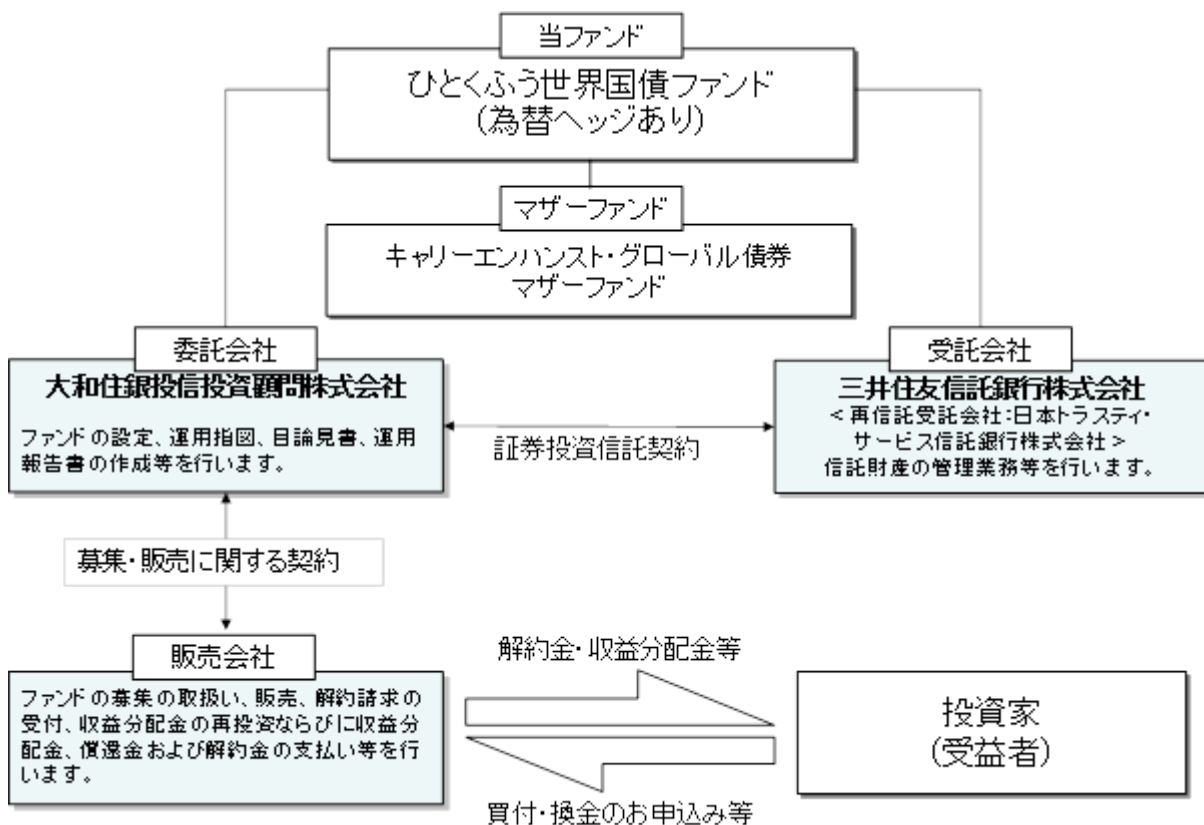 当ファンド
ひとくふう世界国債ファンド
(為替ヘッジあり)
マザーファンド
キャリーエンハンスト・グローバル債券
マザーファンド
委託会社
大和住銀投信投資顧問株式会社
ファンドの設定、運用指図、目論見書、運用
報告書の作成等を行います。
証券投資信託契約
受託会社
三井住友信託銀行株式会社
<再信託受託会社:日本トラスティ・
サービス信託銀行株式会社>
信託財産の管理業務等を行います。
募集・販売に関する契約
販売会社
ファンドの募集の取扱い、販売、解約請求の
受付、収益分配金の再投資ならびに収益分
配金、償還金および解約金の支払い等を行
います。
解約金・収益分配金等
買付・換金のお申込み等
投資家
(受益者)